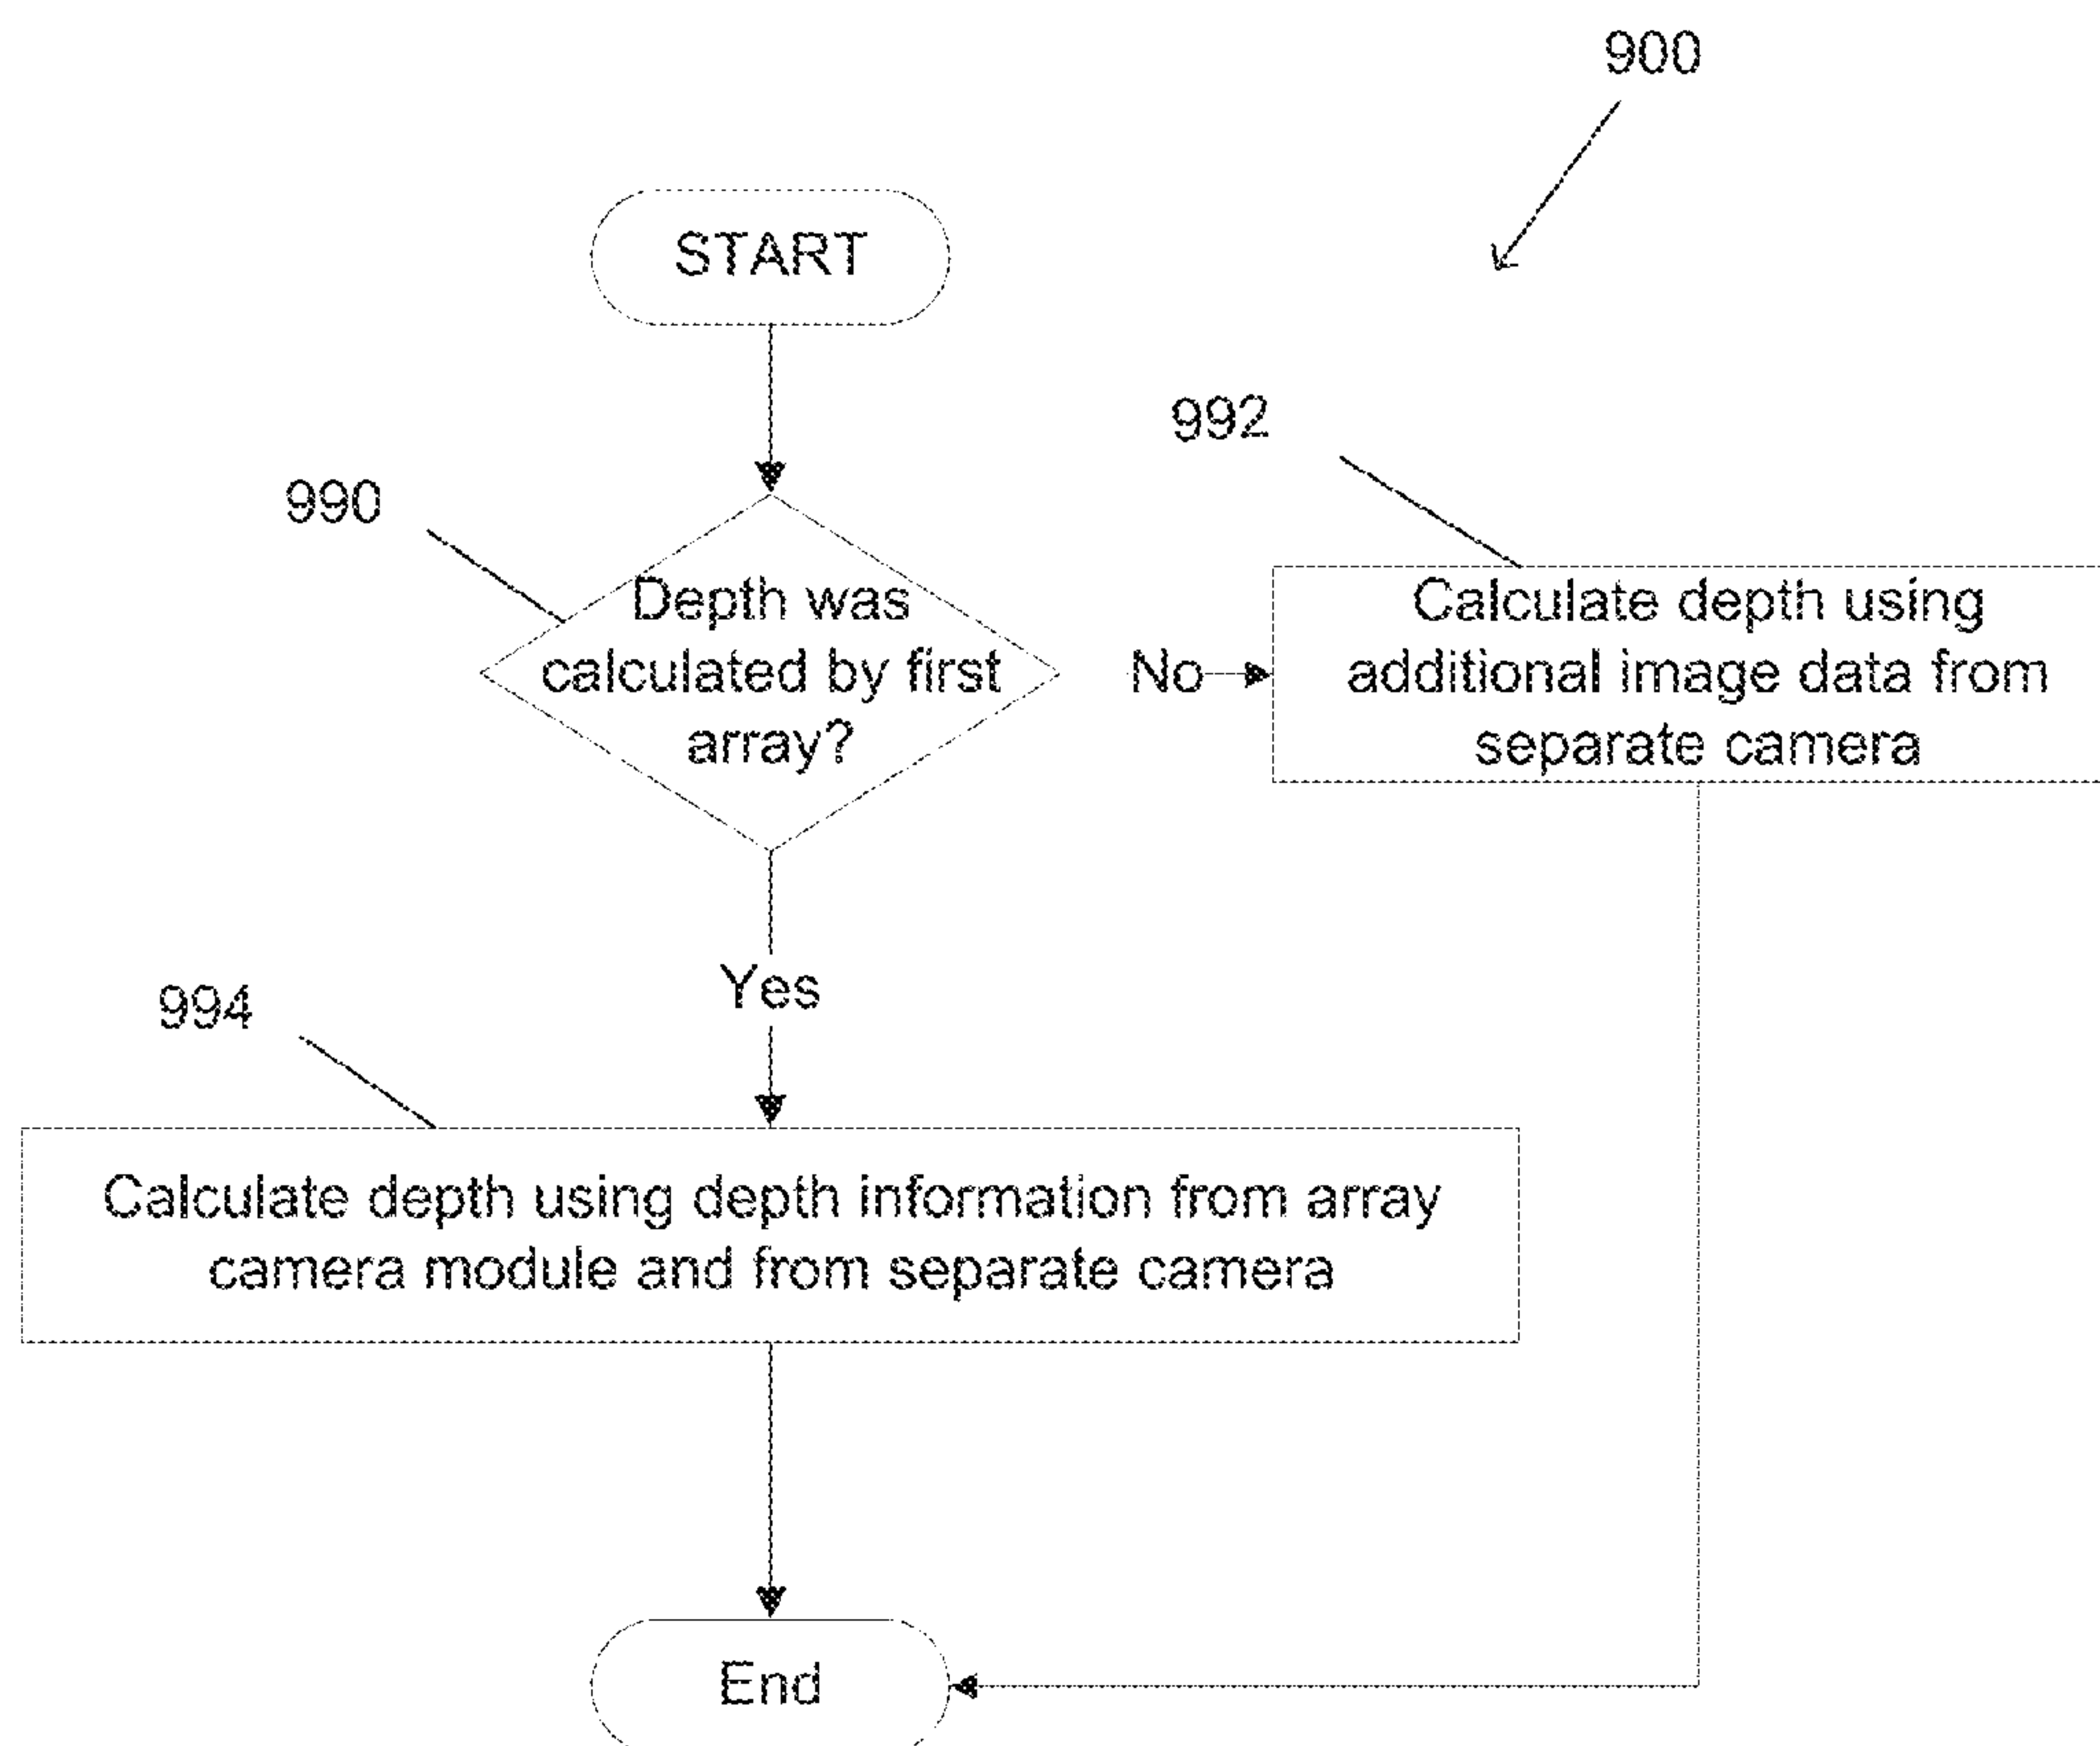 900
START
992
990
Depth was
calculated by first
array?
No
Calculate depth using
additional image data from
separate camera
Yes
994
Calculate depth using depth information from array
camera module and from separate camera
End